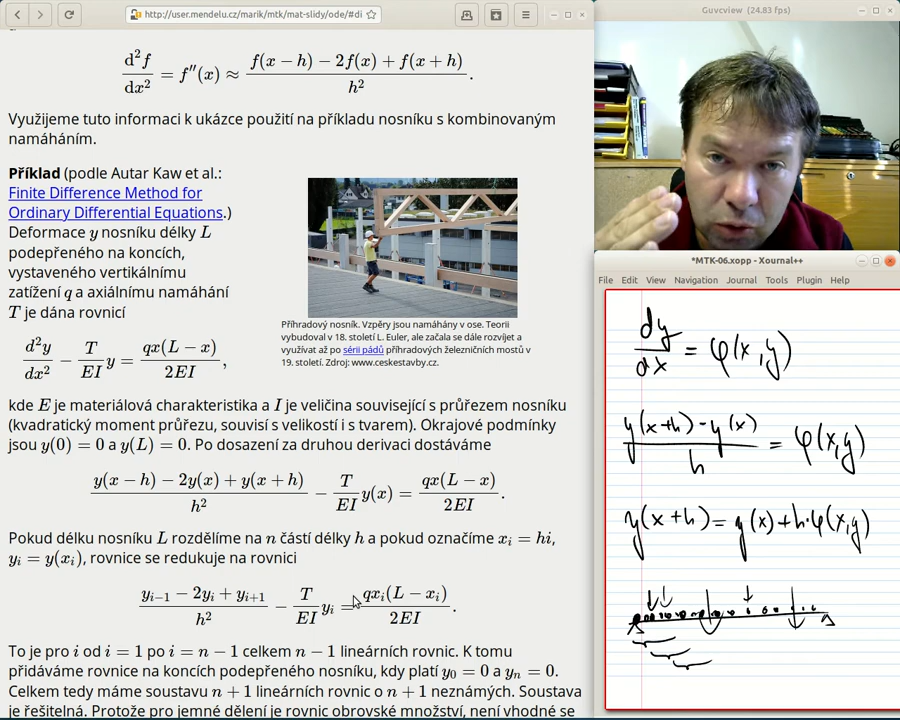 http://user.mendelu.cz/marik/mtk/mat-slidy/ode/#di
Guvcview (24.83 fps)
d²f/dx² = f''(x) ≈ (f(x − h) − 2f(x) + f(x + h))/h².
Využijeme tuto informaci k ukázce použití na příkladu nosníku s kombinovaným
namáháním.
Příklad (podle Autar Kaw et al.:
Finite Difference Method for
Ordinary Differential Equations.)
Deformace y nosníku délky L
podepřeného na koncích,
vystaveného vertikálnímu
zatížení q a axiálnímu namáhání
T je dána rovnicí
Příhradový nosník. Vzpěry jsou namáhány v ose. Teorii
vybudoval v 18. století L. Euler, ale začala se dále rozvíjet a
využívat až po sérii pádů příhradových železničních mostů v
19. století. Zdroj: www.ceskestavby.cz.
d²y/dx² − T/EI y = qx(L − x)/2EI,
kde E je materiálová charakteristika a I je veličina související s průřezem nosníku
(kvadratický moment průřezu, souvisí s velikostí i s tvarem). Okrajové podmínky
jsou y(0) = 0 a y(L) = 0. Po dosazení za druhou derivaci dostáváme
(y(x − h) − 2y(x) + y(x + h))/h² − T/EI y(x) = qx(L − x)/2EI.
Pokud délku nosníku L rozdělíme na n částí délky h a pokud označíme xᵢ = hi,
yᵢ = y(xᵢ), rovnice se redukuje na rovnici
(yᵢ₋₁ − 2yᵢ + yᵢ₊₁)/h² − T/EI yᵢ = qxᵢ(L − xᵢ)/2EI.
To je pro i od i = 1 po i = n − 1 celkem n − 1 lineárních rovnic. K tomu
přidáváme rovnice na koncích podepřeného nosníku, kdy platí y₀ = 0 a yₙ = 0.
Celkem tedy máme soustavu n + 1 lineárních rovnic o n + 1 neznámých. Soustava
je řešitelná. Protože pro jemné dělení je rovnic obrovské množství, není vhodné se
*MTK-06.xopp - Xournal++
File Edit View Navigation Journal Tools Plugin Help
dy/dx = φ(x,y)
(y(x+h) - y(x))/h = φ(x,y)
y(x+h) = y(x) + h·φ(x,y)